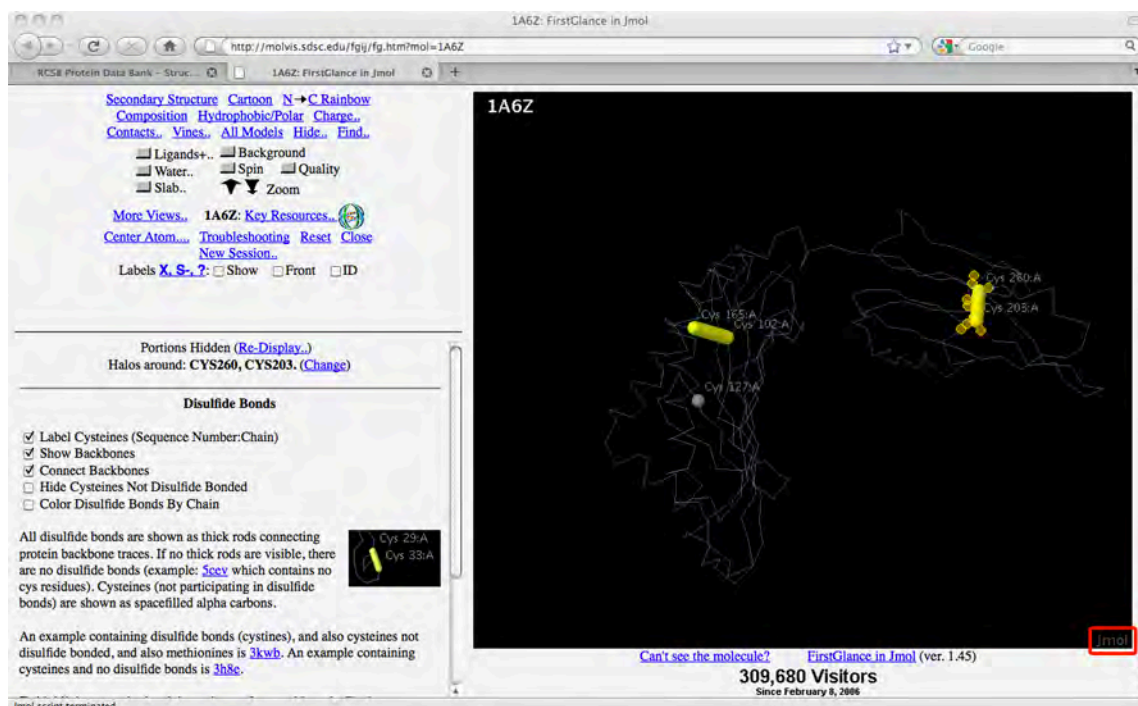 1A6Z: FirstGlance in Jmol
http://molvis.sdsc.edu/fgij/fg.htm?mol=1A6Z
Google
RCSB Protein Data Bank – Struc...
1A6Z: FirstGlance in Jmol
Secondary Structure Cartoon N→C Rainbow
Composition Hydrophobic/Polar Charge..
Contacts.. Vines.. All Models Hide.. Find..
Ligands+.. Background
Water.. Spin Quality
Slab.. Zoom
More Views.. 1A6Z: Key Resources..
Center Atom.... Troubleshooting Reset Close
New Session..
Labels X, S-, ?: Show Front ID
Portions Hidden (Re-Display..)
Halos around: CYS260, CYS203. (Change)
Disulfide Bonds
Label Cysteines (Sequence Number:Chain)
Show Backbones
Connect Backbones
Hide Cysteines Not Disulfide Bonded
Color Disulfide Bonds By Chain
All disulfide bonds are shown as thick rods connecting
protein backbone traces. If no thick rods are visible, there
are no disulfide bonds (example: 5cev which contains no
cys residues). Cysteines (not participating in disulfide
bonds) are shown as spacefilled alpha carbons.
Cys 29:A
Cys 33:A
An example containing disulfide bonds (cystines), and also cysteines not
disulfide bonded, and also methionines is 3kwb. An example containing
cysteines and no disulfide bonds is 3h8e.
1A6Z
Cys 260:A
Cys 203:A
Cys 165:A
Cys 102:A
Cys 127:A
Jmol
Can't see the molecule? FirstGlance in Jmol (ver. 1.45)
309,680 Visitors
Since February 8, 2006
Jmol script terminated